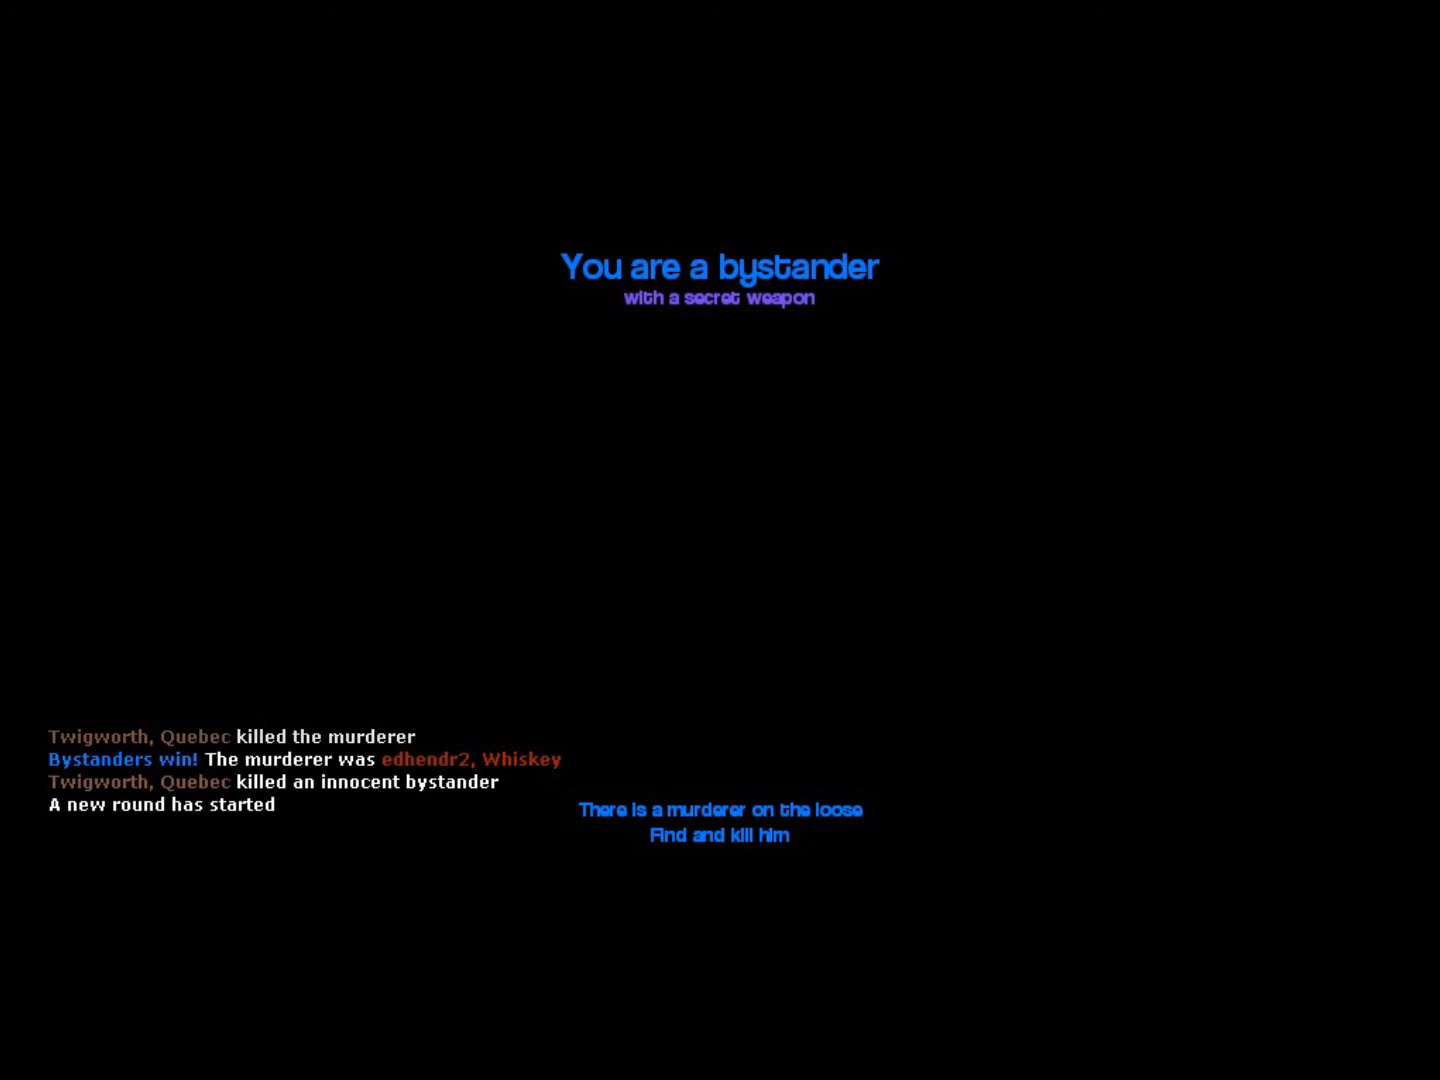 You are a bystander
with a secret weapon
Twigworth, Quebec killed the murderer
Bystanders win! The murderer was edhendr2, Whiskey
Twigworth, Quebec killed an innocent bystander
A new round has started
There is a murderer on the loose
Find and kill him